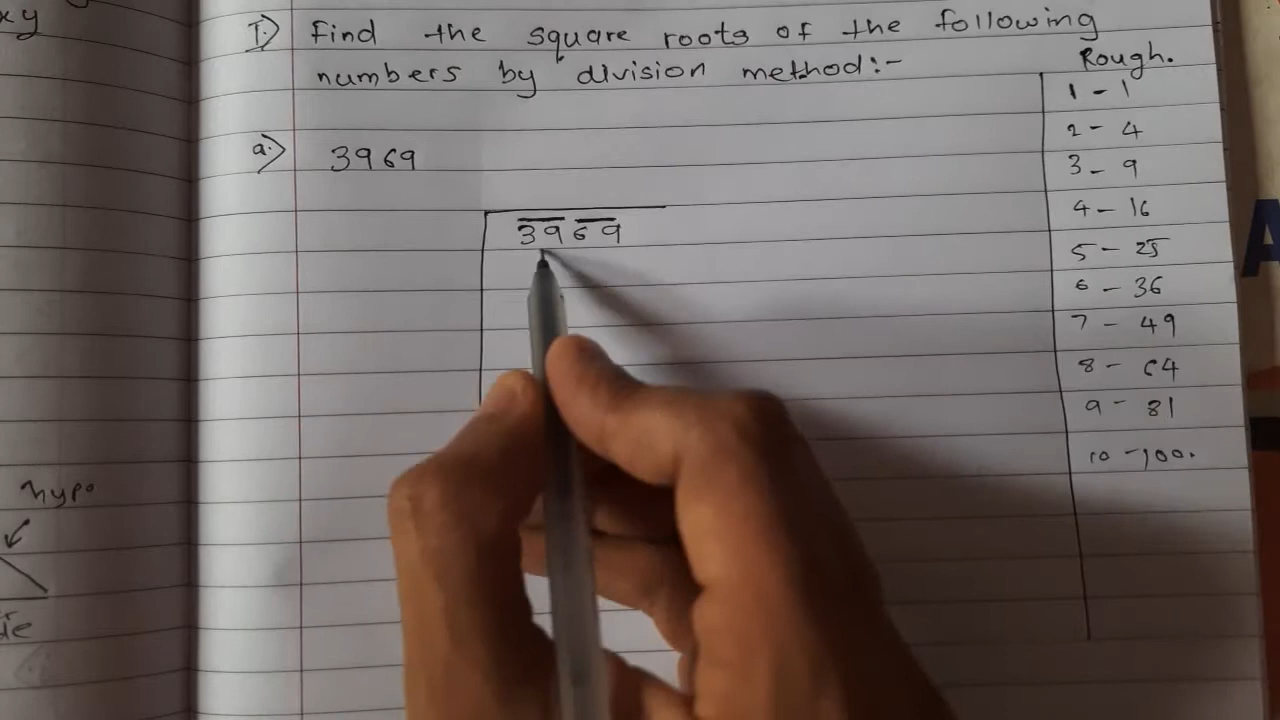 xy
I.) Find the square roots of the following
numbers by division method:-
a.) 3969
3969
Rough.
1 - 1
2 - 4
3 - 9
4 - 16
5 - 25
6 - 36
7 - 49
8 - 64
9 - 81
10 - 100.
hypo
A